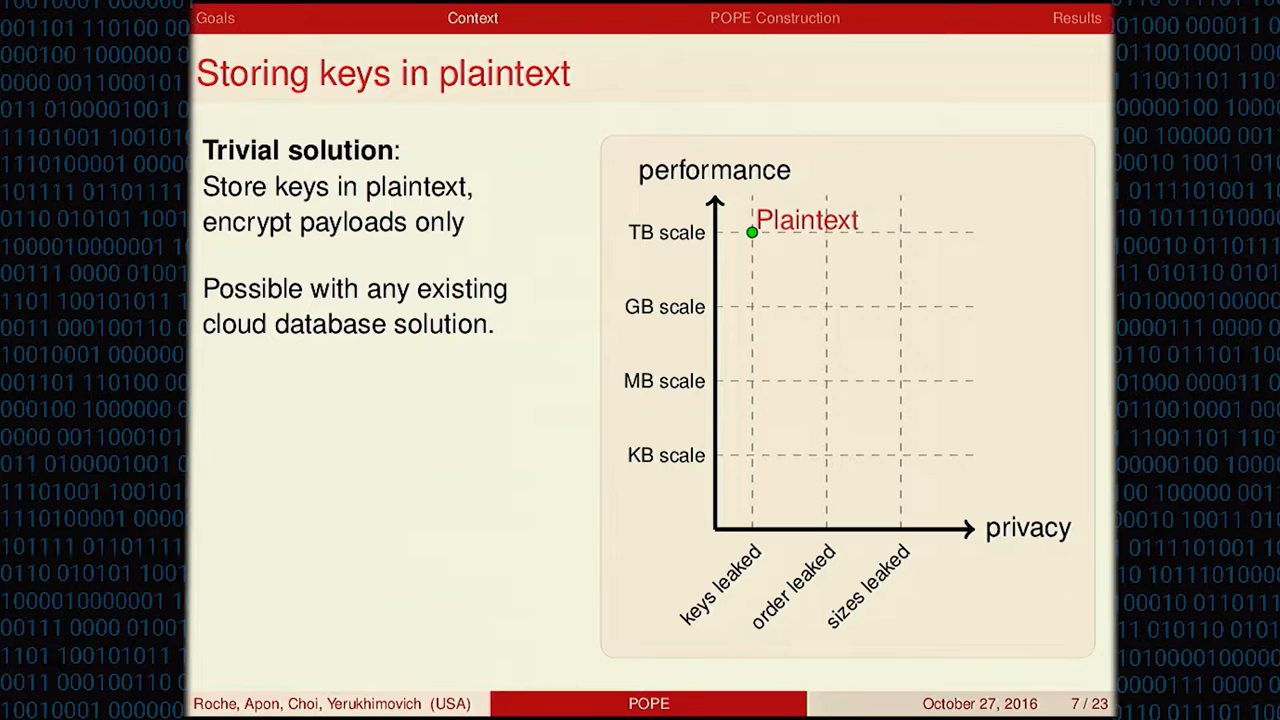 Goals Context POPE Construction Results
Storing keys in plaintext
Trivial solution:
Store keys in plaintext,
encrypt payloads only
Possible with any existing
cloud database solution.
performance
Plaintext
TB scale
GB scale
MB scale
KB scale
privacy
keys leaked
order leaked
sizes leaked
Roche, Apon, Choi, Yerukhimovich (USA) POPE October 27, 2016 7 / 23